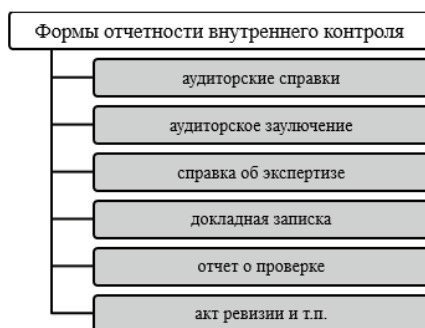 Формы отчетности внутреннего контроля
аудиторские справки
аудиторское заулючение
справка об экспертизе
докладная записка
отчет о проверке
акт ревизии и т.п.